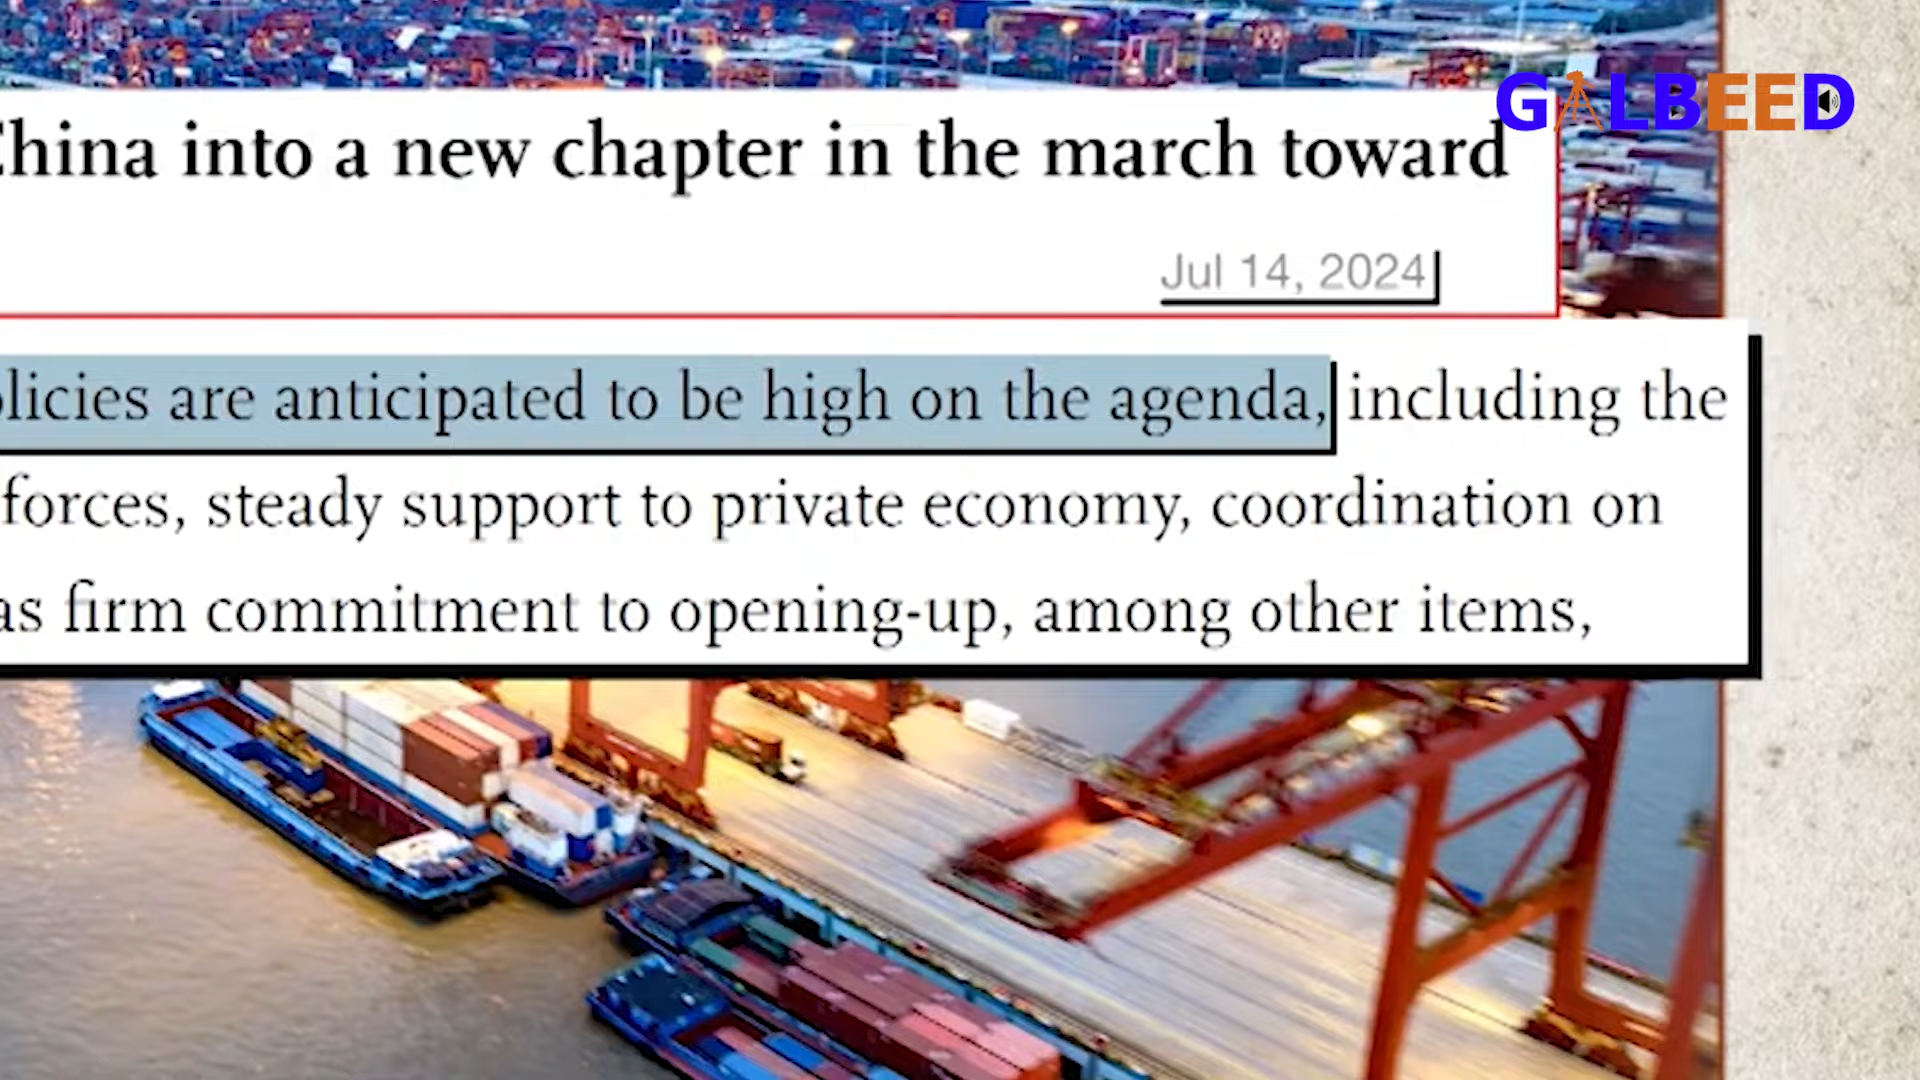 GALBEED
China into a new chapter in the march toward
Jul 14, 2024
olicies are anticipated to be high on the agenda, including the
forces, steady support to private economy, coordination on
as firm commitment to opening-up, among other items,